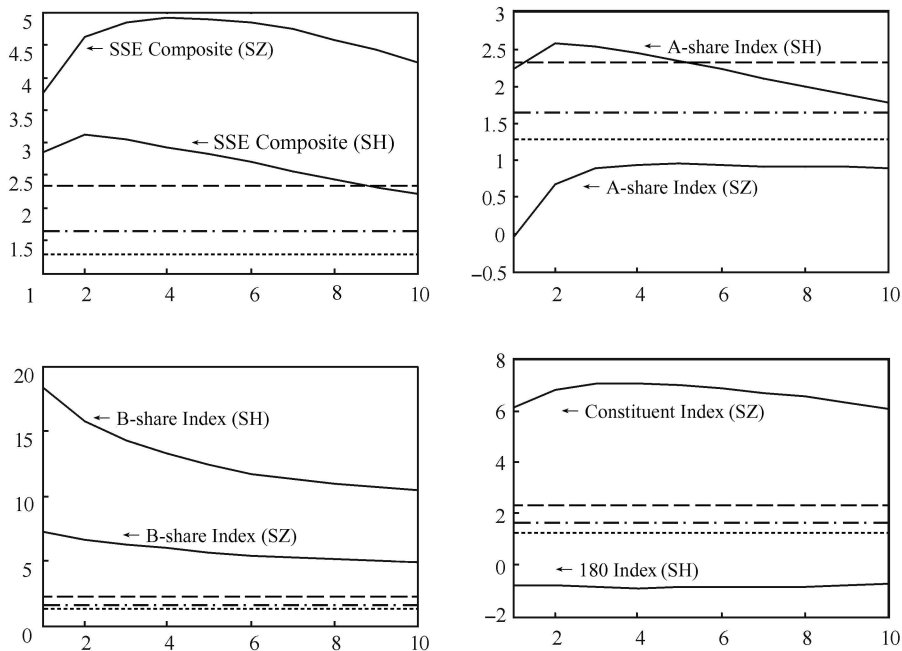 5
4.5
4
3.5
3
2.5
2
1.5
1
SSE Composite (SZ)
SSE Composite (SH)
2 4 6 8 10
3
2.5
2
1.5
1
0.5
0
−0.5
A-share Index (SH)
A-share Index (SZ)
2 4 6 8 10
20
15
10
5
0
B-share Index (SH)
B-share Index (SZ)
2 4 6 8 10
8
6
4
2
0
−2
Constituent Index (SZ)
180 Index (SH)
2 4 6 8 10